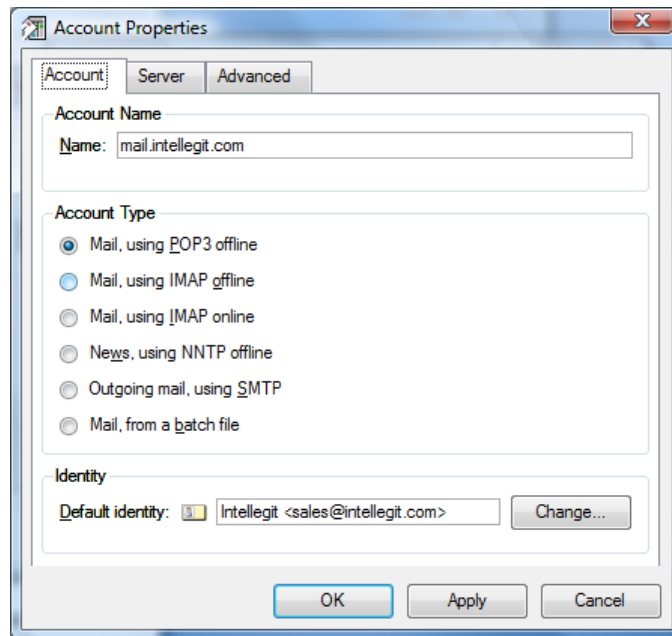 Account Properties
Account Server Advanced
Account Name
Name: mail.intellegit.com
Account Type
Mail, using POP3 offline
Mail, using IMAP offline
Mail, using IMAP online
News, using NNTP offline
Outgoing mail, using SMTP
Mail, from a batch file
Identity
Default identity: Intellegit <sales@intellegit.com> Change...
OK Apply Cancel